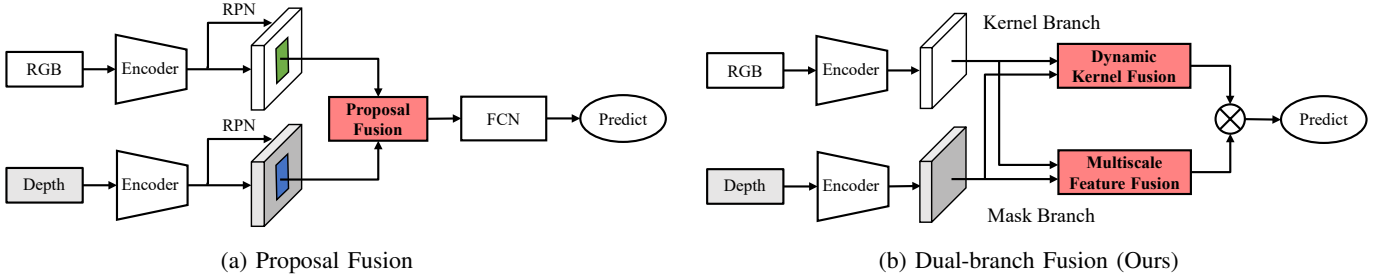 RPN
RGB
Encoder
Proposal
Fusion
FCN
Predict
RPN
Depth
Encoder
(a) Proposal Fusion
Kernel Branch
RGB
Encoder
Dynamic
Kernel Fusion
Predict
Depth
Encoder
Multiscale
Feature Fusion
Mask Branch
(b) Dual-branch Fusion (Ours)